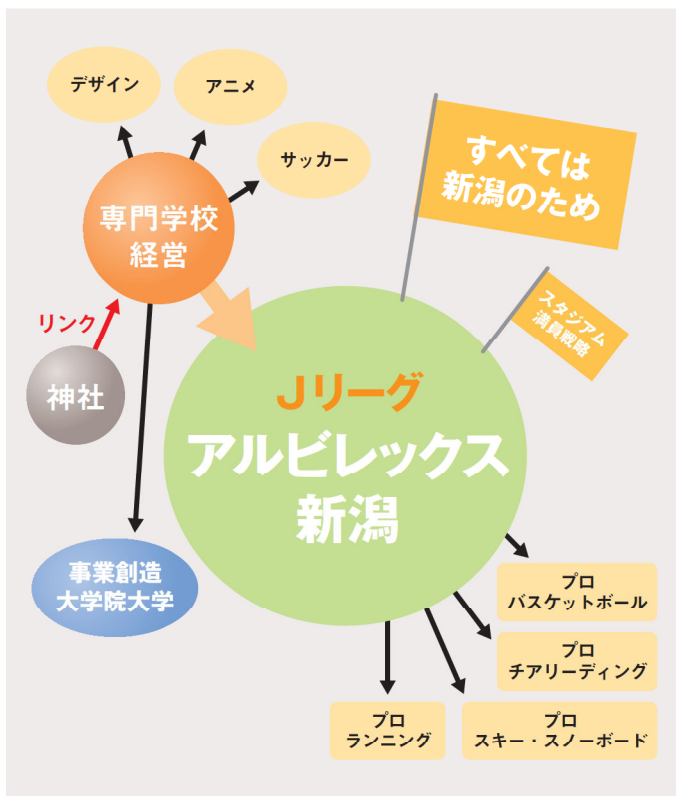 デザイン
アニメ
サッカー
専門学校
経営
リンク
神社
事業創造
大学院大学
すべては
新潟のため
スタジアム
満員戦略
Jリーグ
アルビレックス
新潟
プロ
バスケットボール
プロ
チアリーディング
プロ
スキー・スノーボード
プロ
ランニング